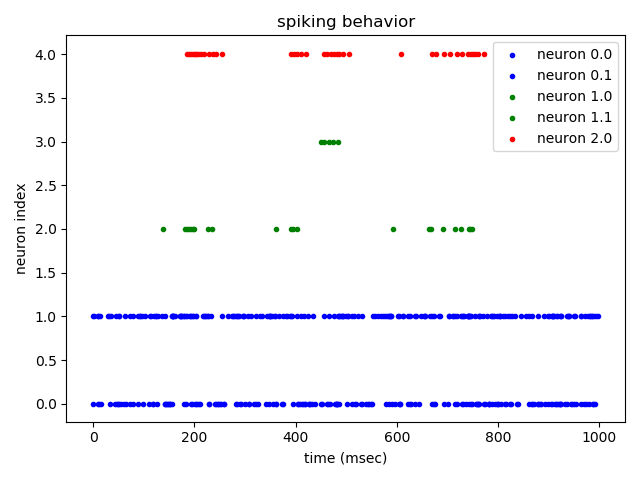 spiking behavior
neuron index
4.0
3.5
3.0
2.5
2.0
1.5
1.0
0.5
0.0
neuron 0.0
neuron 0.1
neuron 1.0
neuron 1.1
neuron 2.0
0 200 400 600 800 1000
time (msec)